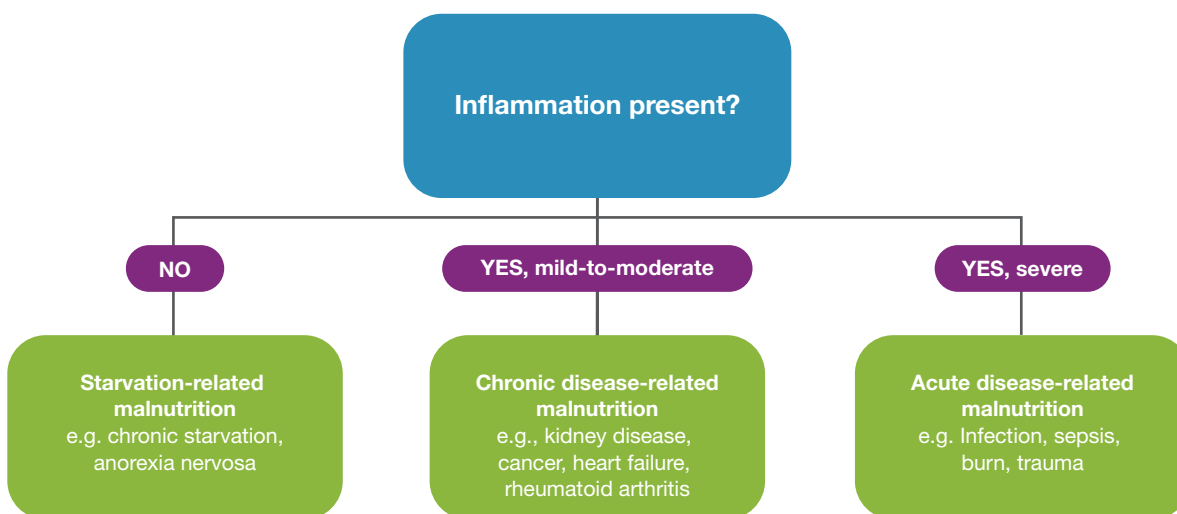 Inflammation present?
NO
YES, mild-to-moderate
YES, severe
Starvation-related
malnutrition
e.g. chronic starvation,
anorexia nervosa
Chronic disease-related
malnutrition
e.g., kidney disease,
cancer, heart failure,
rheumatoid arthritis
Acute disease-related
malnutrition
e.g. Infection, sepsis,
burn, trauma